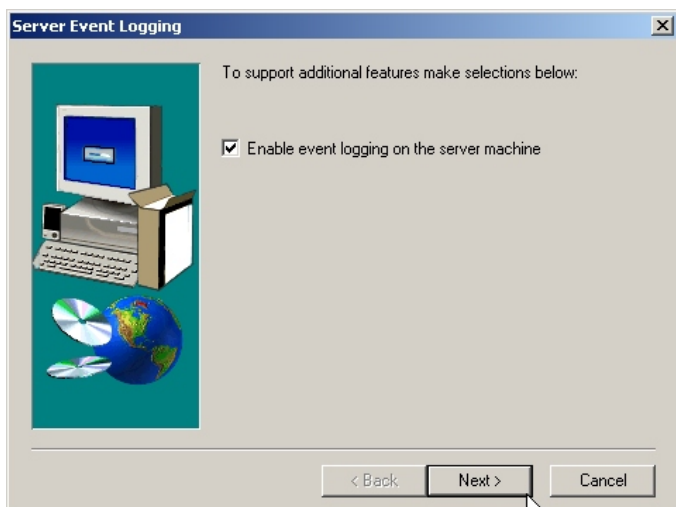 Server Event Logging
To support additional features make selections below:
Enable event logging on the server machine
< Back
Next >
Cancel